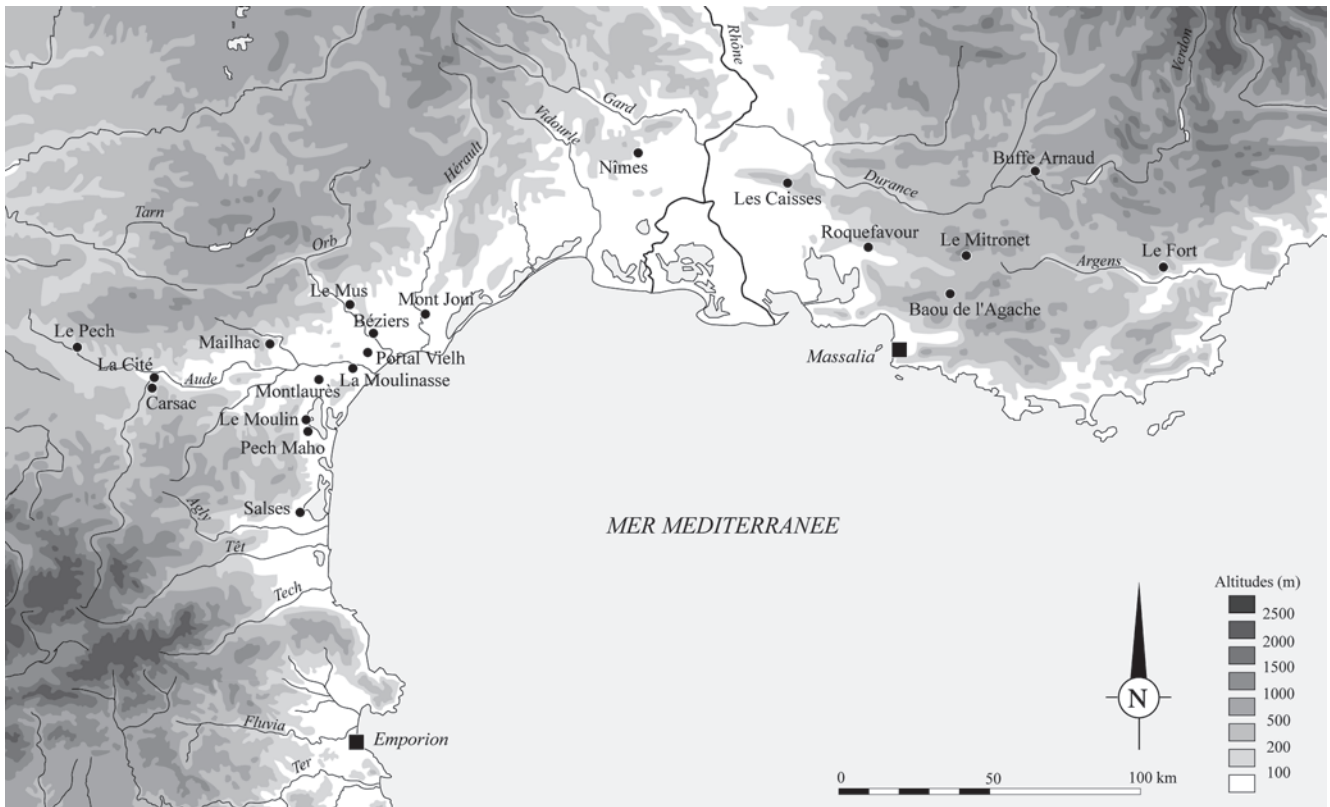 Rhône
Verdon
Gard
Vidourle
Nîmes
Hérault
Buffe Arnaud
Les Caisses
Durance
Tarn
Orb
Roquefavour
Le Mitronet
Argens
Le Fort
Le Mus
Mont Joui
Béziers
Baou de l'Agache
Le Pech
Mailhac
La Cité
Aude
Portal Vielh
Massalia
La Moulinasse
Carsac
Montlaurès
Le Moulin
Pech Maho
Salses
Agly
MER MEDITERRANEE
Têt
Tech
Altitudes (m)
2500
2000
1500
1000
500
200
100
N
Fluvia
Emporion
Ter
0 50 100 km